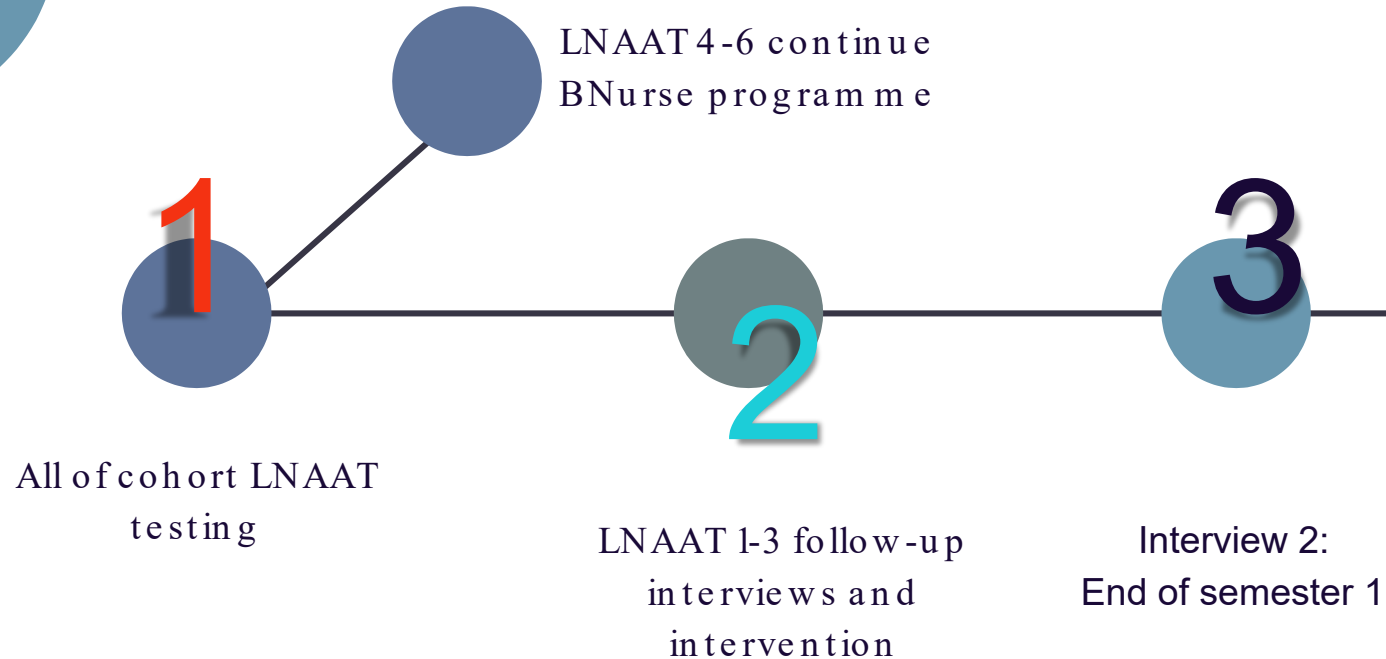 LNAAT 4-6 continue
BNurse programme
1
2
3
All of cohort LNAAT
testing
LNAAT 1-3 follow-up
interviews and
intervention
Interview 2:
End of semester 1